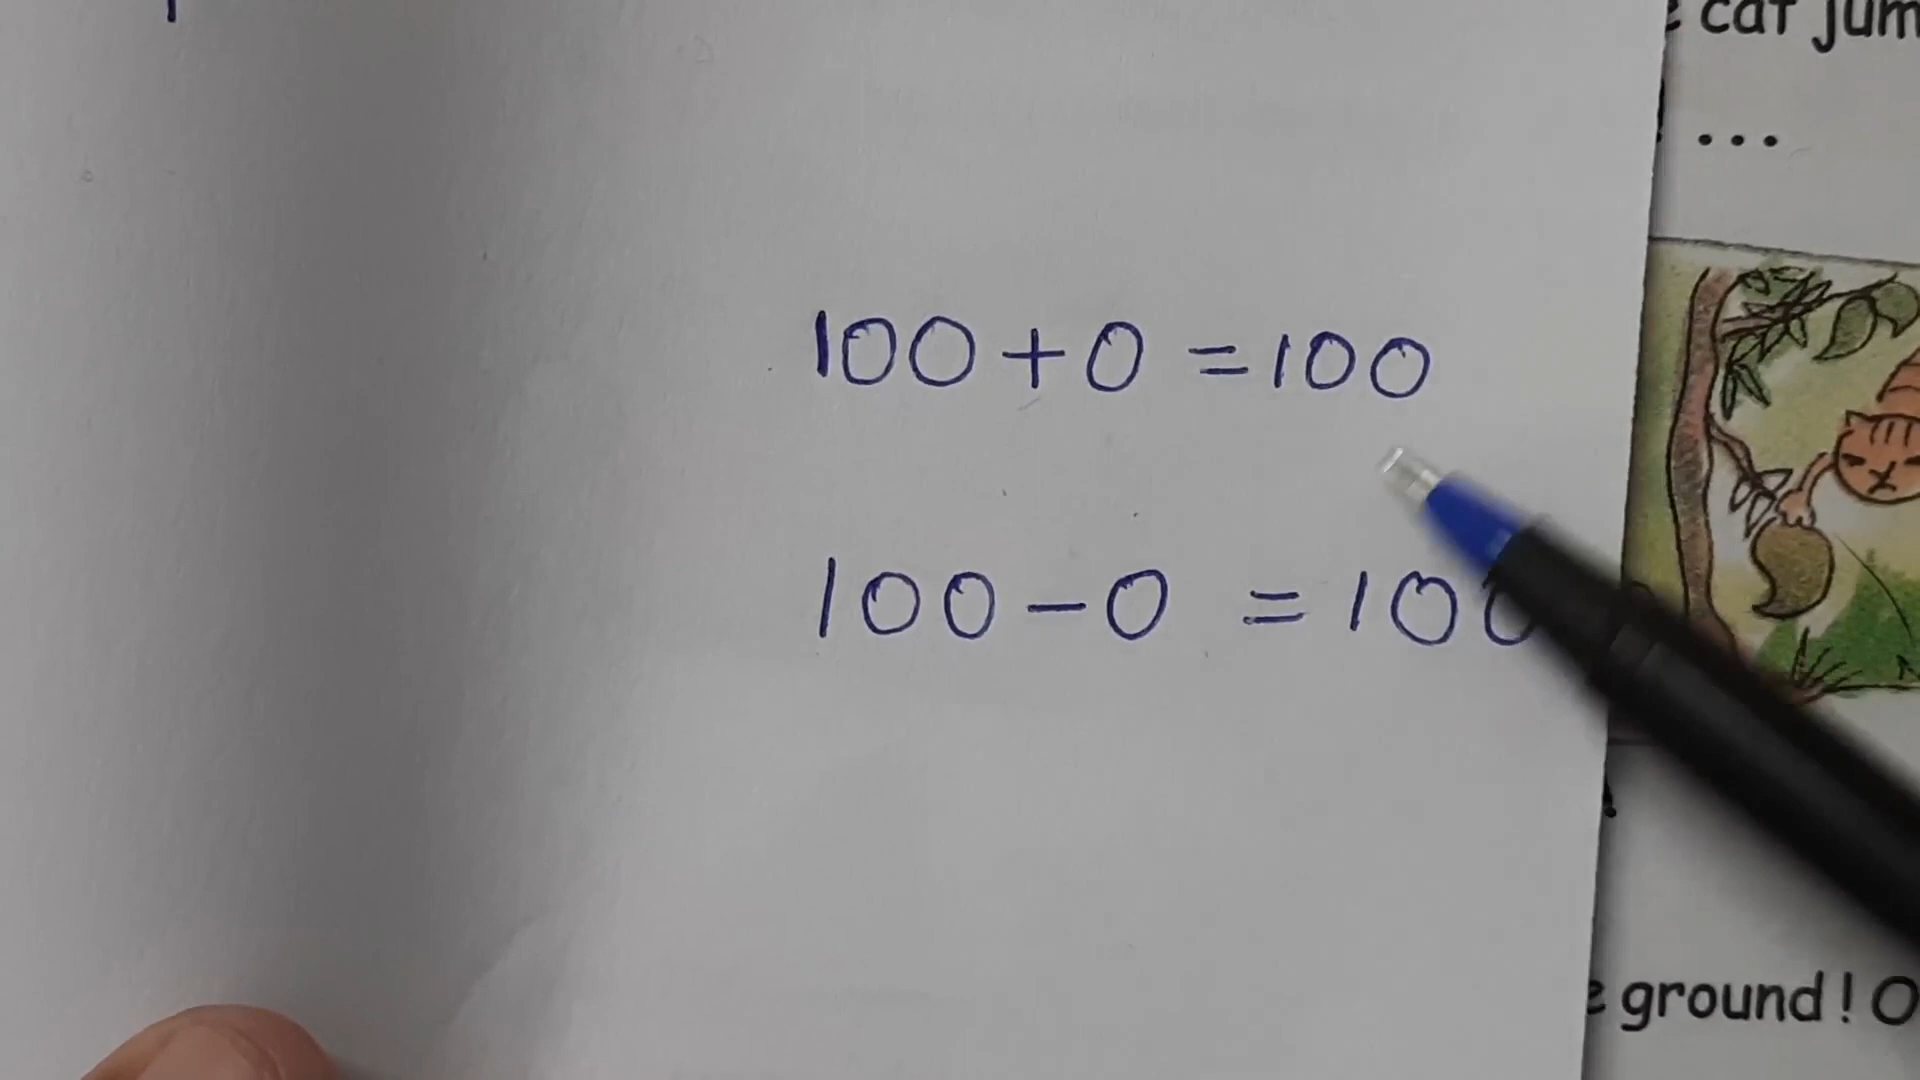 cat jum
...
100 + 0 = 100
100 - 0 = 100
ground! O